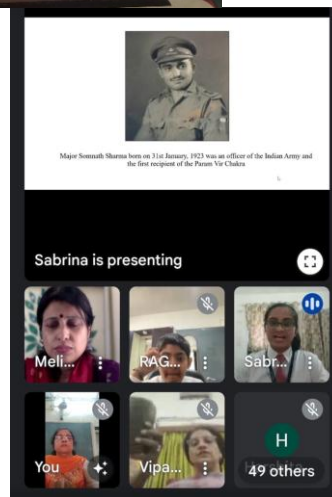 Major Somnath Sharma born on 31st January, 1923 was an officer of the Indian Army and
the first recipient of the Param Vir Chakra
Sabrina is presenting
Meli...
RAG...
Sabr...
You
Vipa...
H
49 others